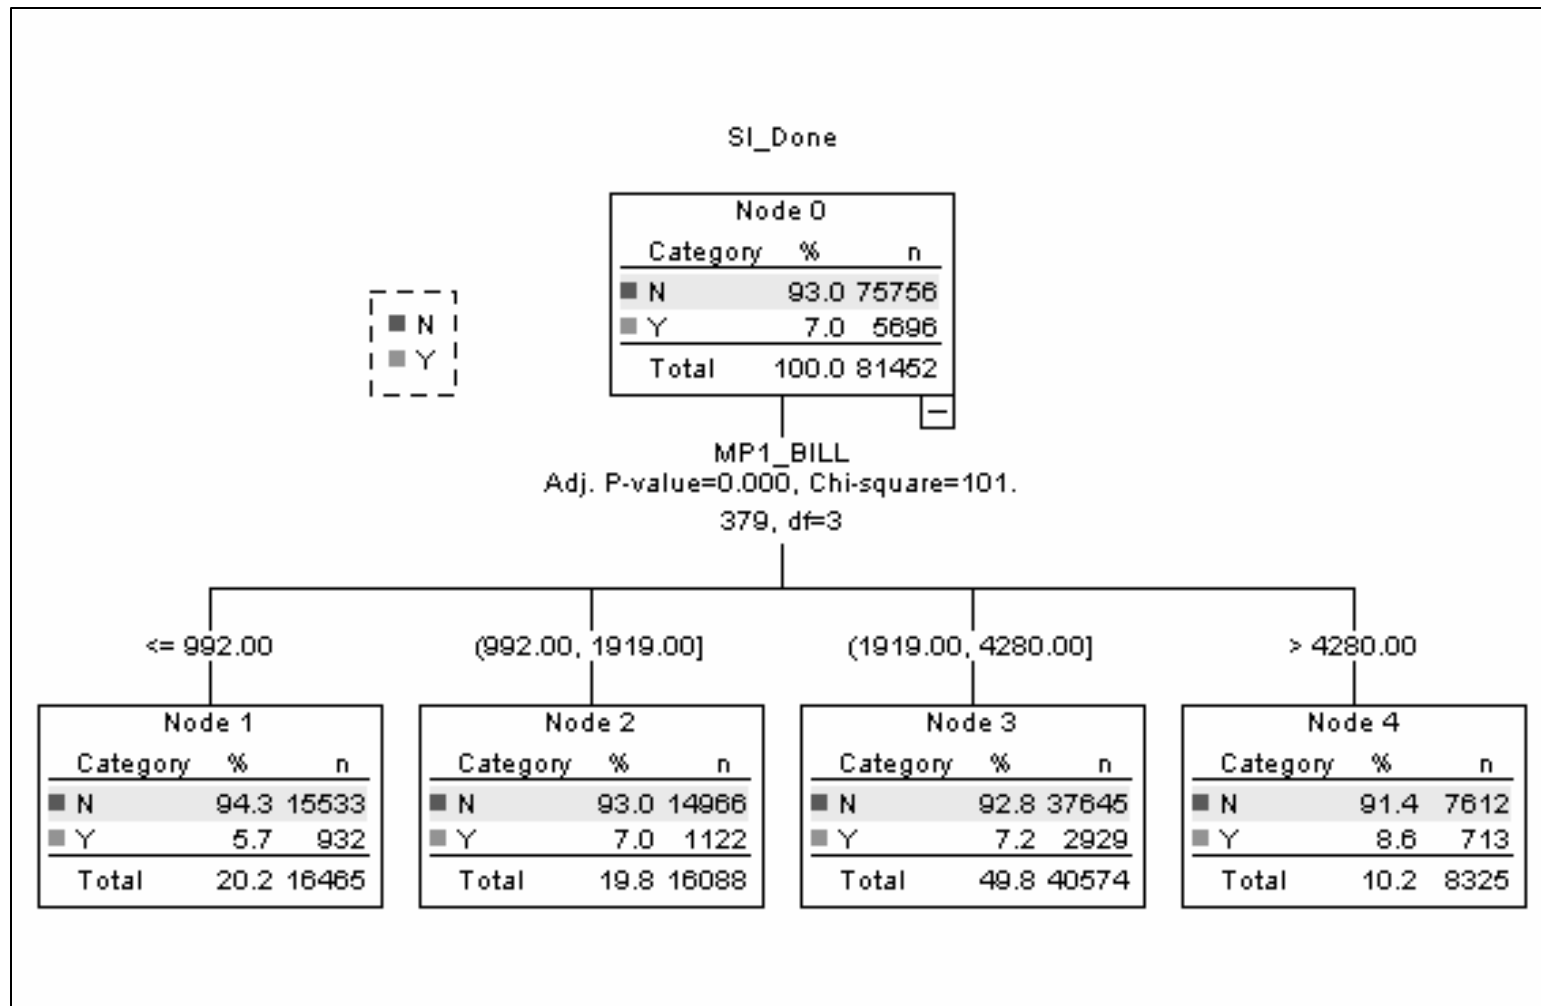 SI_Done
Node 0
Category % n
N 93.0 75756
Y 7.0 5696
Total 100.0 81452
N
Y
MP1_BILL
Adj. P-value=0.000, Chi-square=101.
379, df=3
<= 992.00
(992.00, 1919.00]
(1919.00, 4280.00]
> 4280.00
Node 1
Category % n
N 94.3 15533
Y 5.7 932
Total 20.2 16465
Node 2
Category % n
N 93.0 14966
Y 7.0 1122
Total 19.8 16088
Node 3
Category % n
N 92.8 37645
Y 7.2 2929
Total 49.8 40574
Node 4
Category % n
N 91.4 7612
Y 8.6 713
Total 10.2 8325